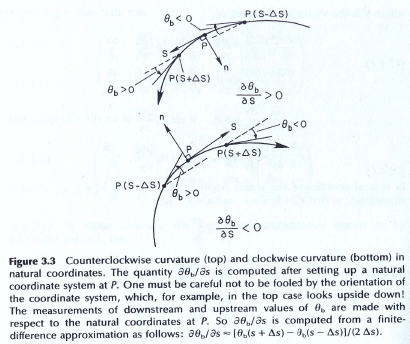 θb < 0
P(S-ΔS)
S
P
P(S+ΔS)
n
θb>0
∂θb/∂S > 0
n
S
θb<0
P
P(S+ΔS)
P(S-ΔS)
θb>0
∂θb/∂S < 0
Figure 3.3 Counterclockwise curvature (top) and clockwise curvature (bottom) in
natural coordinates. The quantity ∂θb/∂s is computed after setting up a natural
coordinate system at P. One must be careful not to be fooled by the orientation of
the coordinate system, which, for example, in the top case looks upside down!
The measurements of downstream and upstream values of θb are made with
respect to the natural coordinates at P. So ∂θb/∂s is computed from a finite-
difference approximation as follows: ∂θb/∂s ≈ [θb(s + Δs) − θb(s − Δs)]/(2 Δs).